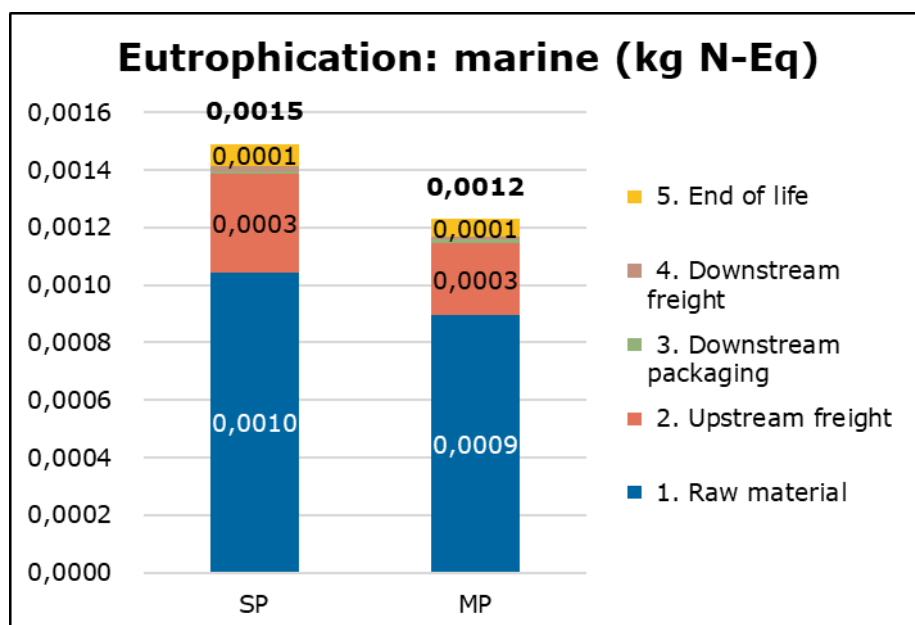 Eutrophication: marine (kg N-Eq)
0,0016
0,0014
0,0012
0,0010
0,0008
0,0006
0,0004
0,0002
0,0000
0,0015
0,0001
0,0003
0,0010
SP
0,0012
0,0001
0,0003
0,0009
MP
5. End of life
4. Downstream
freight
3. Downstream
packaging
2. Upstream freight
1. Raw material